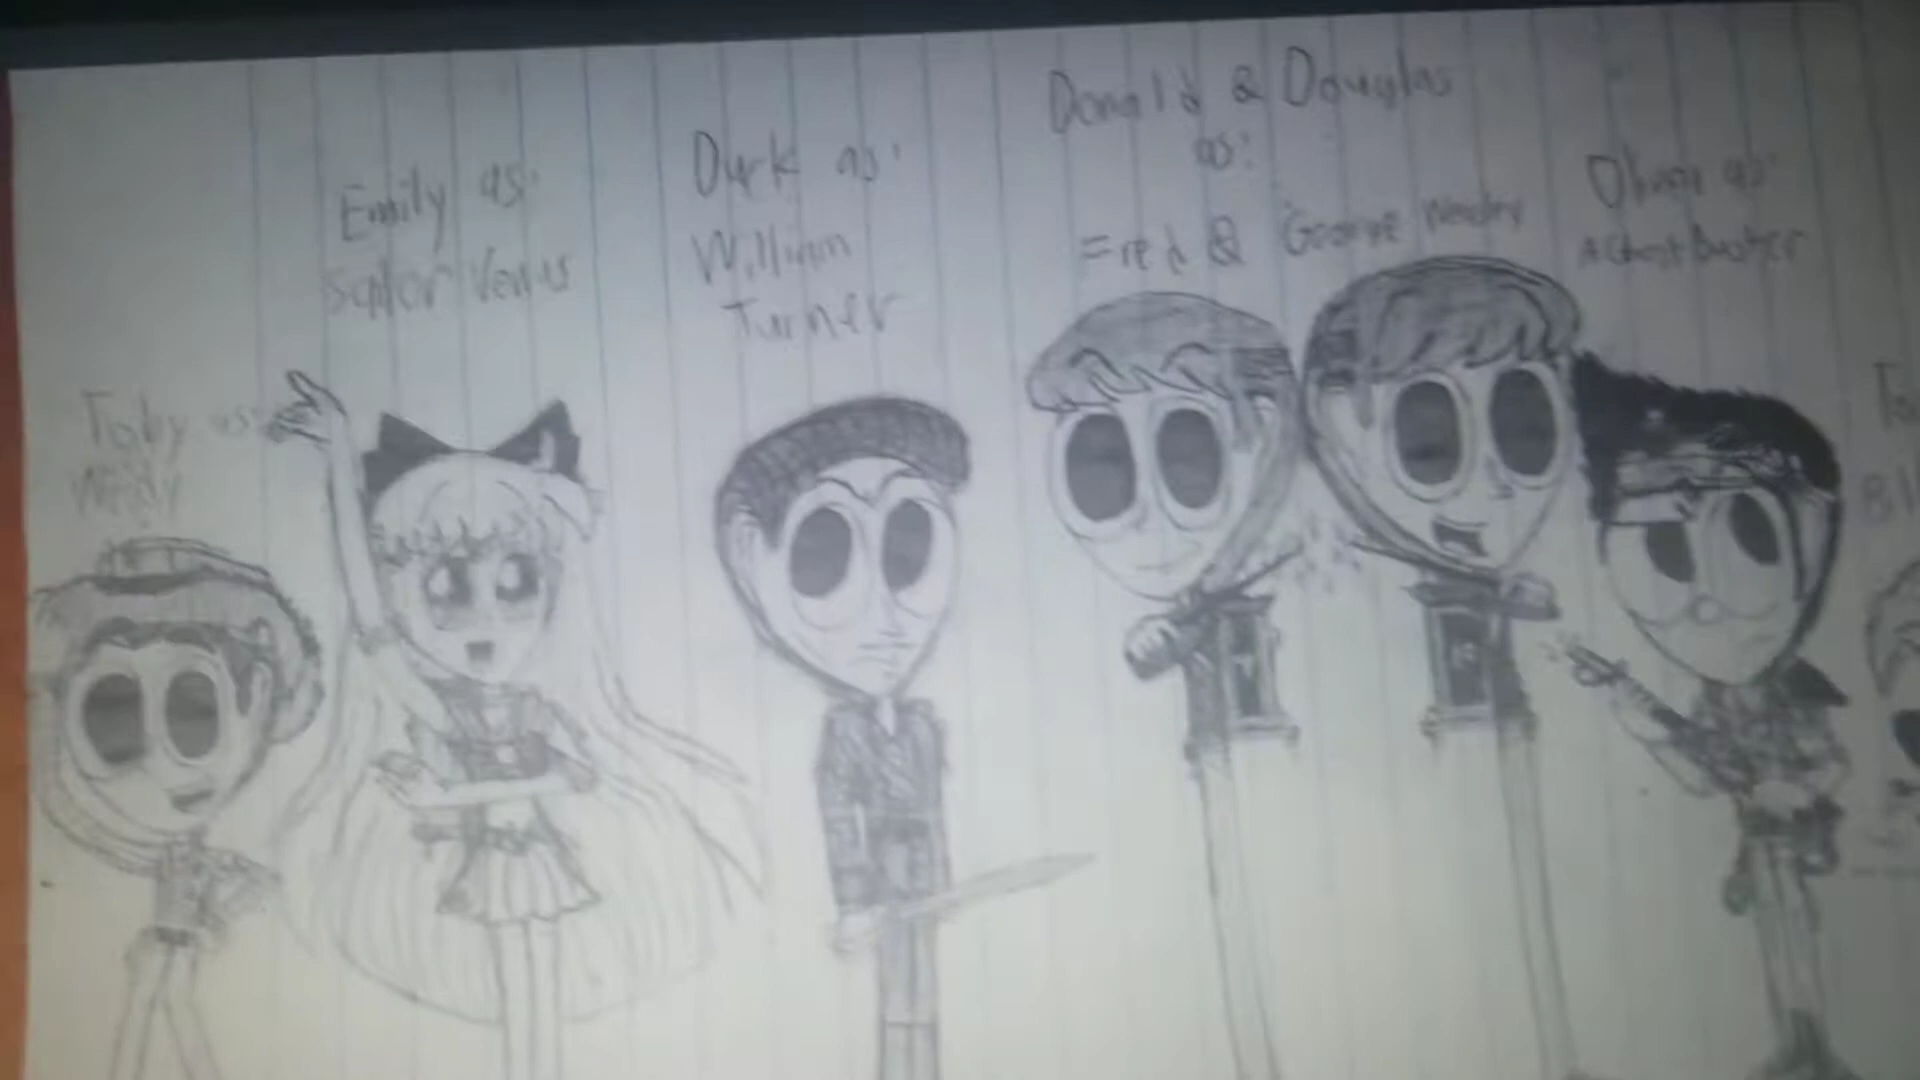 Toby as:
Woody
Emily as:
Sailor Venus
Duck as:
William
Turner
Donald & Douglas
as:
Fred & George Weasley
Oliver as:
A Ghost Buster